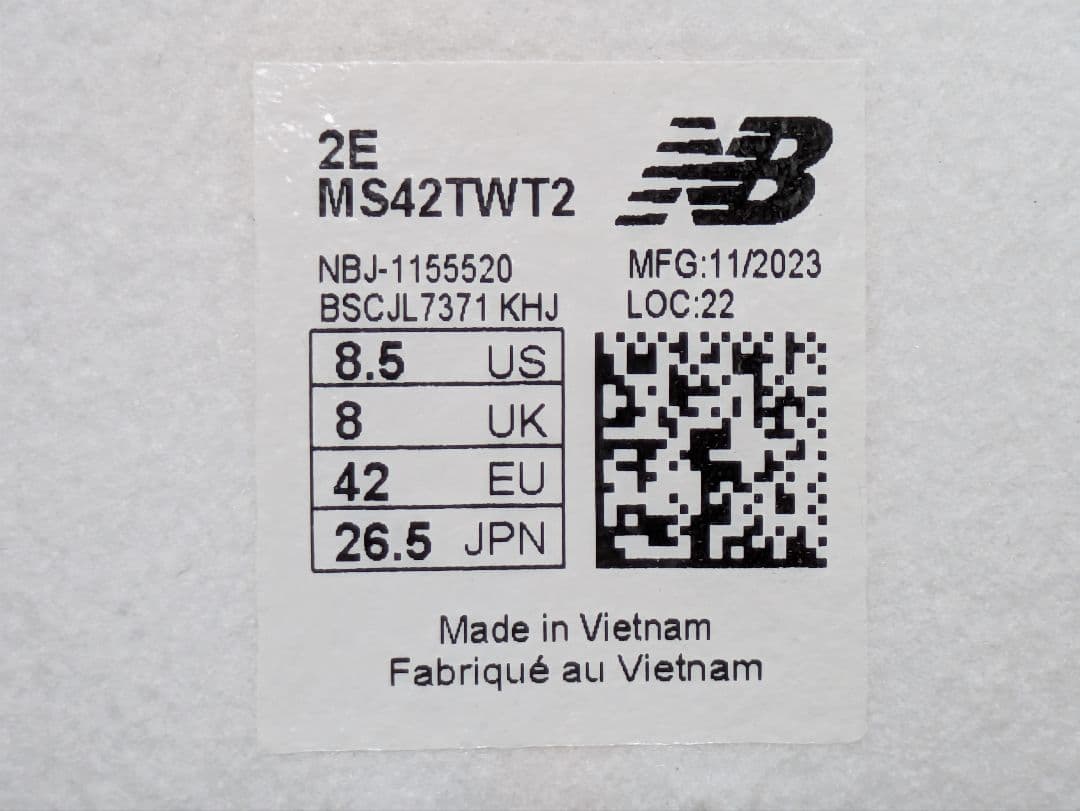 2E
MS42TWT2
NB
NBJ-1155520
BSCJL7371 KHJ
MFG:11/2023
LOC:22
8.5 US
8 UK
42 EU
26.5 JPN
Made in Vietnam
Fabriqué au Vietnam